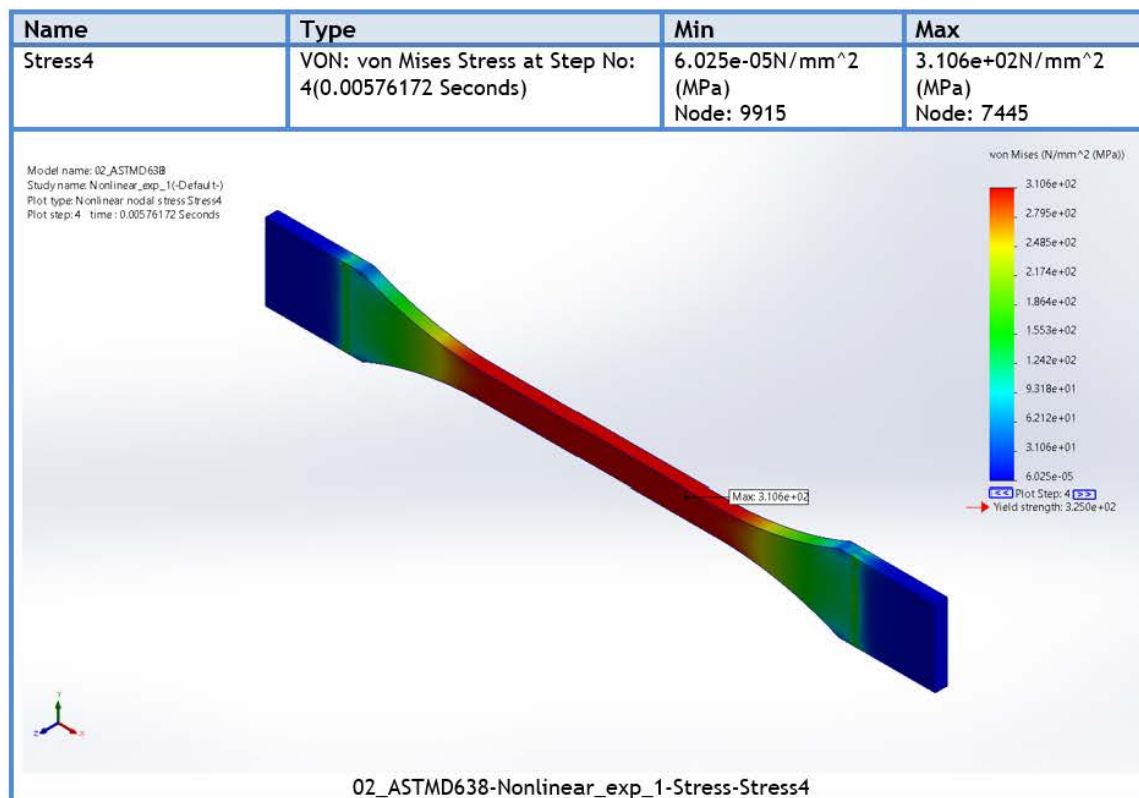 Name Type Min Max
Stress4 VON: von Mises Stress at Step No: 6.025e-05N/mm^2 3.106e+02N/mm^2
4(0.00576172 Seconds) (MPa) (MPa)
Node: 9915 Node: 7445
Model name: 02_ASTMD638
Study name: Nonlinear_exp_1(-Default-)
Plot type: Nonlinear nodal stress Stress4
Plot step: 4 time : 0.00576172 Seconds
von Mises (N/mm^2 (MPa))
3.106e+02
2.795e+02
2.485e+02
2.174e+02
1.864e+02
1.553e+02
1.242e+02
9.318e+01
6.212e+01
3.106e+01
6.025e-05
<< Plot Step: 4 >>
Yield strength: 3.250e+02
Max: 3.106e+02
Y
Z X
02_ASTMD638-Nonlinear_exp_1-Stress-Stress4